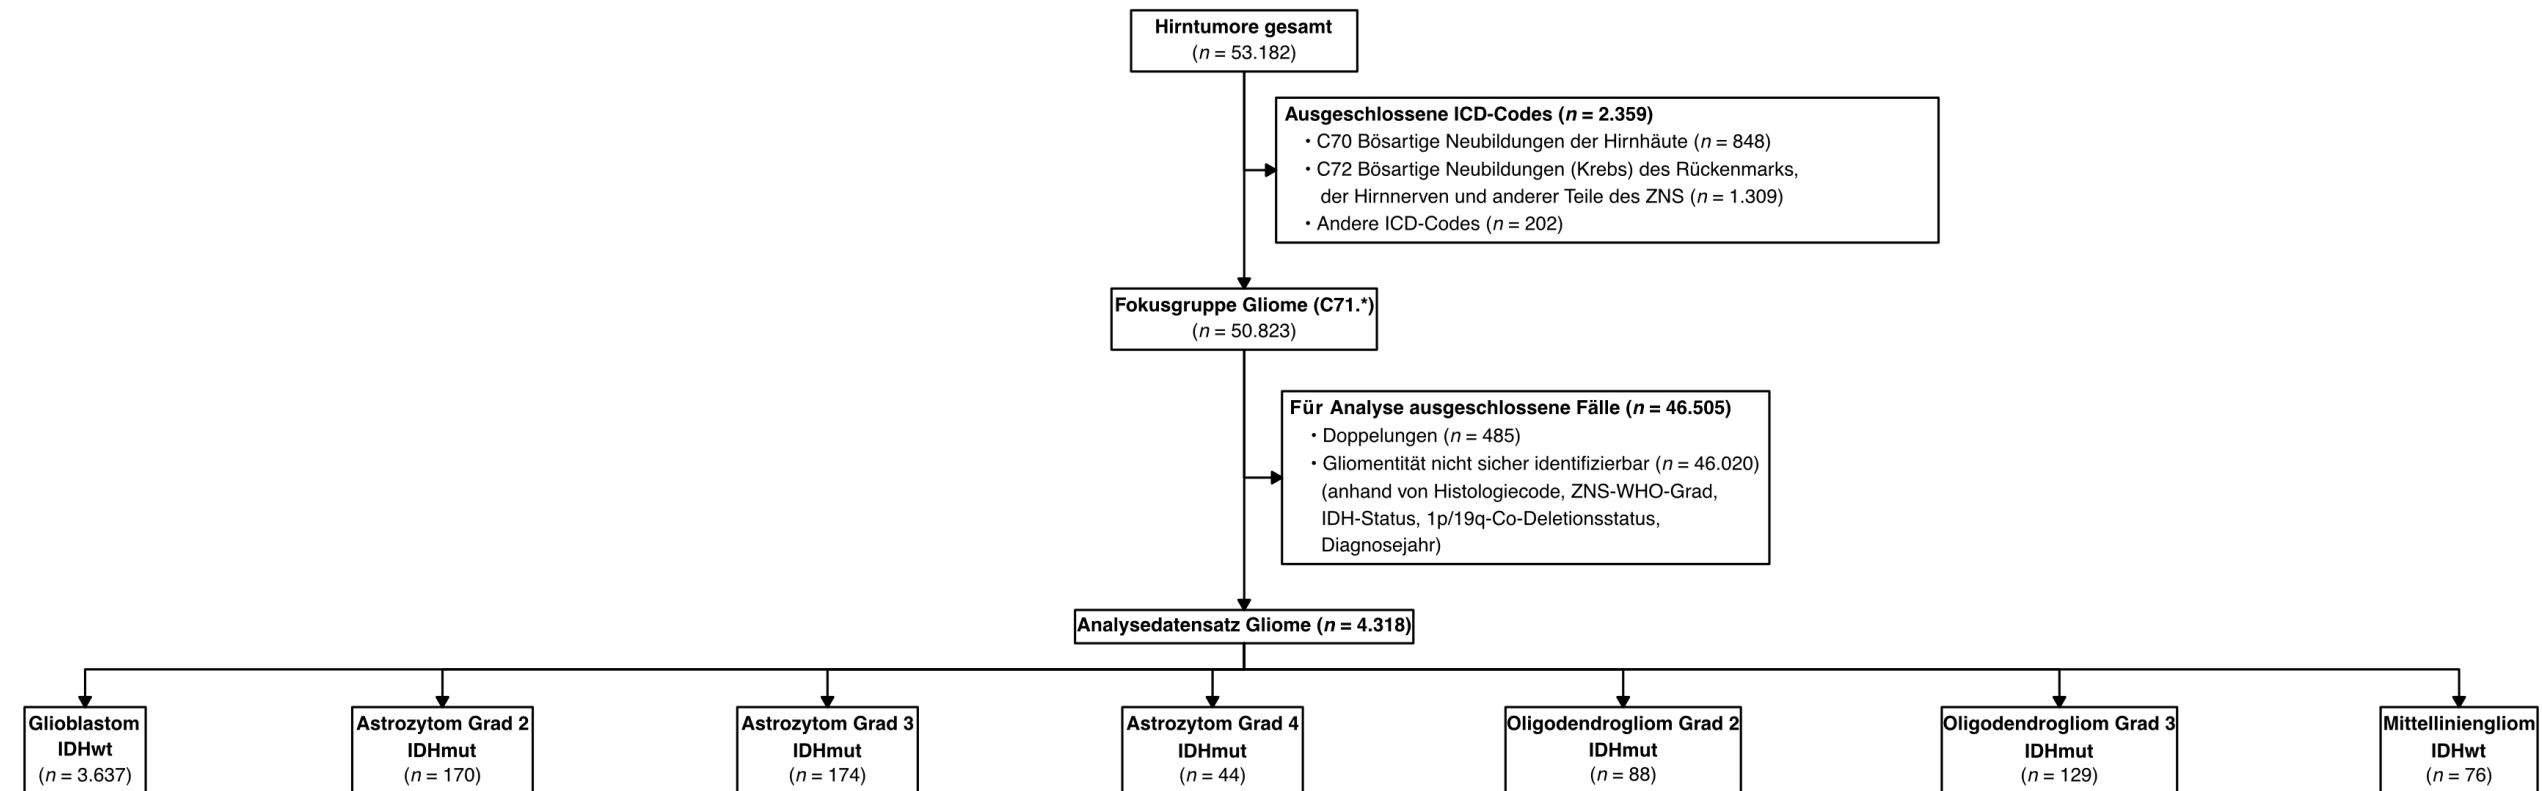 Hirntumore gesamt
(n = 53.182)
Ausgeschlossene ICD-Codes (n = 2.359)
• C70 Bösartige Neubildungen der Hirnhäute (n = 848)
• C72 Bösartige Neubildungen (Krebs) des Rückenmarks,
der Hirnnerven und anderer Teile des ZNS (n = 1.309)
• Andere ICD-Codes (n = 202)
Fokusgruppe Gliome (C71.*)
(n = 50.823)
Für Analyse ausgeschlossene Fälle (n = 46.505)
• Doppelungen (n = 485)
• Gliomentität nicht sicher identifizierbar (n = 46.020)
(anhand von Histologiecode, ZNS-WHO-Grad,
IDH-Status, 1p/19q-Co-Deletionsstatus,
Diagnosejahr)
Analysedatensatz Gliome (n = 4.318)
Glioblastom
IDHwt
(n = 3.637)
Astrozytom Grad 2
IDHmut
(n = 170)
Astrozytom Grad 3
IDHmut
(n = 174)
Astrozytom Grad 4
IDHmut
(n = 44)
Oligodendrogliom Grad 2
IDHmut
(n = 88)
Oligodendrogliom Grad 3
IDHmut
(n = 129)
Mittelliniengliom
IDHwt
(n = 76)